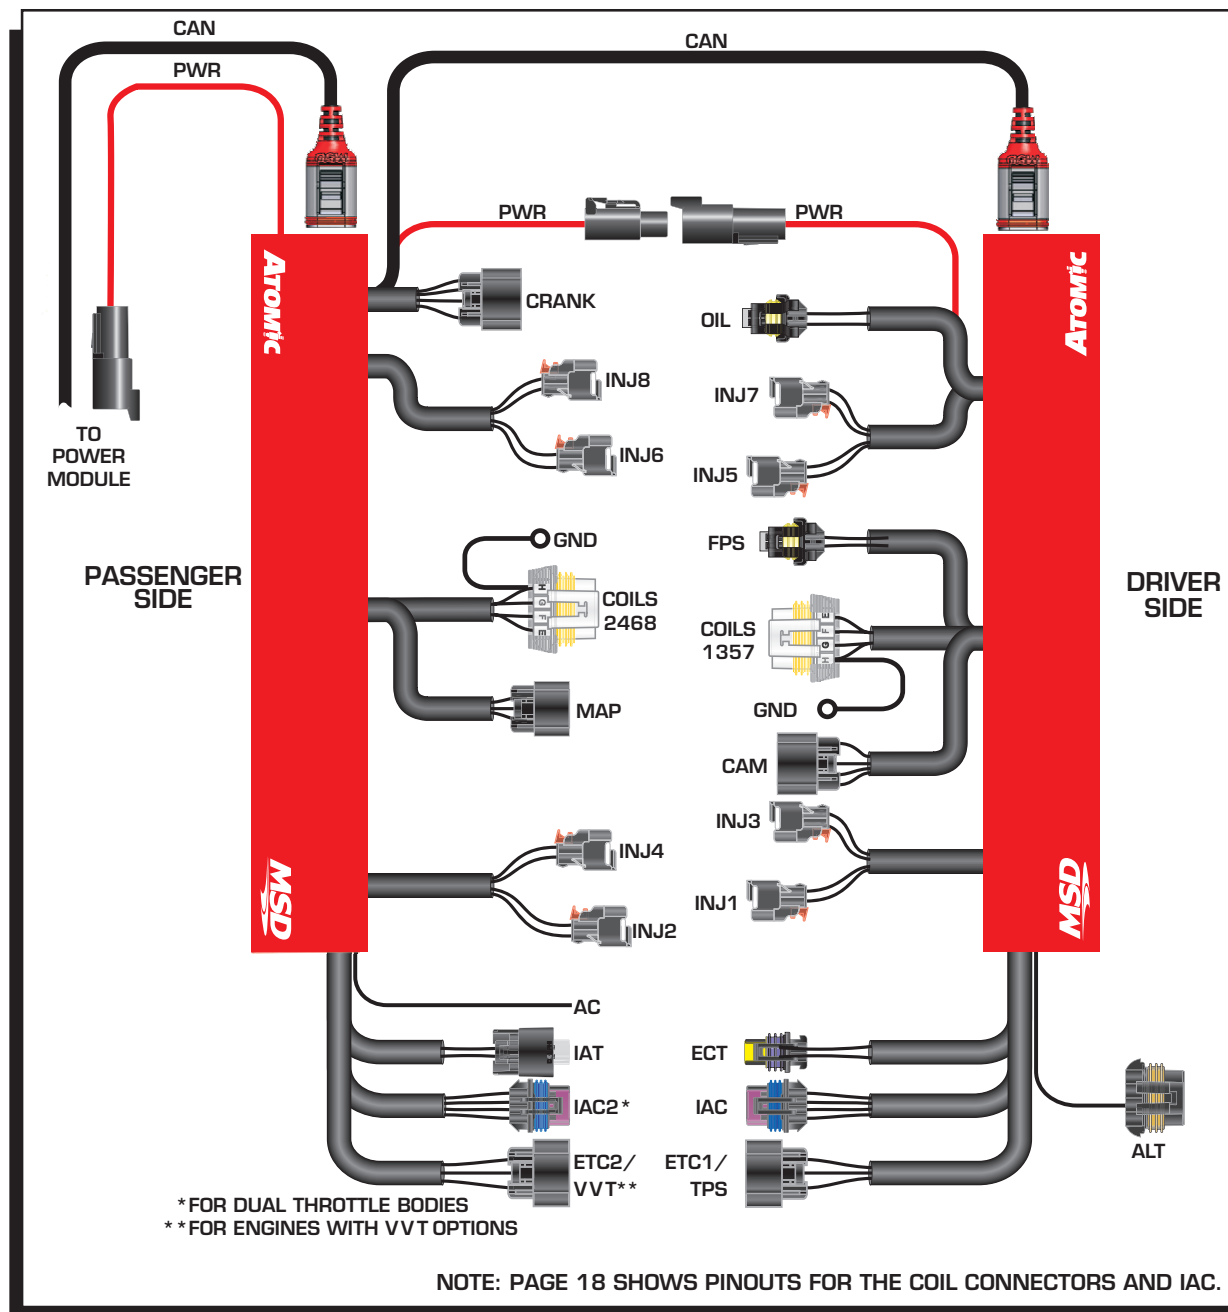 CAN
PWR
CAN
PWR
PWR
ATOMIC
ATOMIC
CRANK
OIL
INJ8
INJ7
INJ6
INJ5
TO
POWER
MODULE
GND
FPS
PASSENGER
SIDE
H
G
F
E
COILS
2468
COILS
1357
E
F
G
H
DRIVER
SIDE
MAP
GND
CAM
INJ3
INJ4
INJ1
INJ2
MSD
MSD
AC
IAT
ECT
IAC2*
IAC
ETC2/
VVT**
ETC1/
TPS
ALT
*FOR DUAL THROTTLE BODIES
**FOR ENGINES WITH VVT OPTIONS
NOTE: PAGE 18 SHOWS PINOUTS FOR THE COIL CONNECTORS AND IAC.